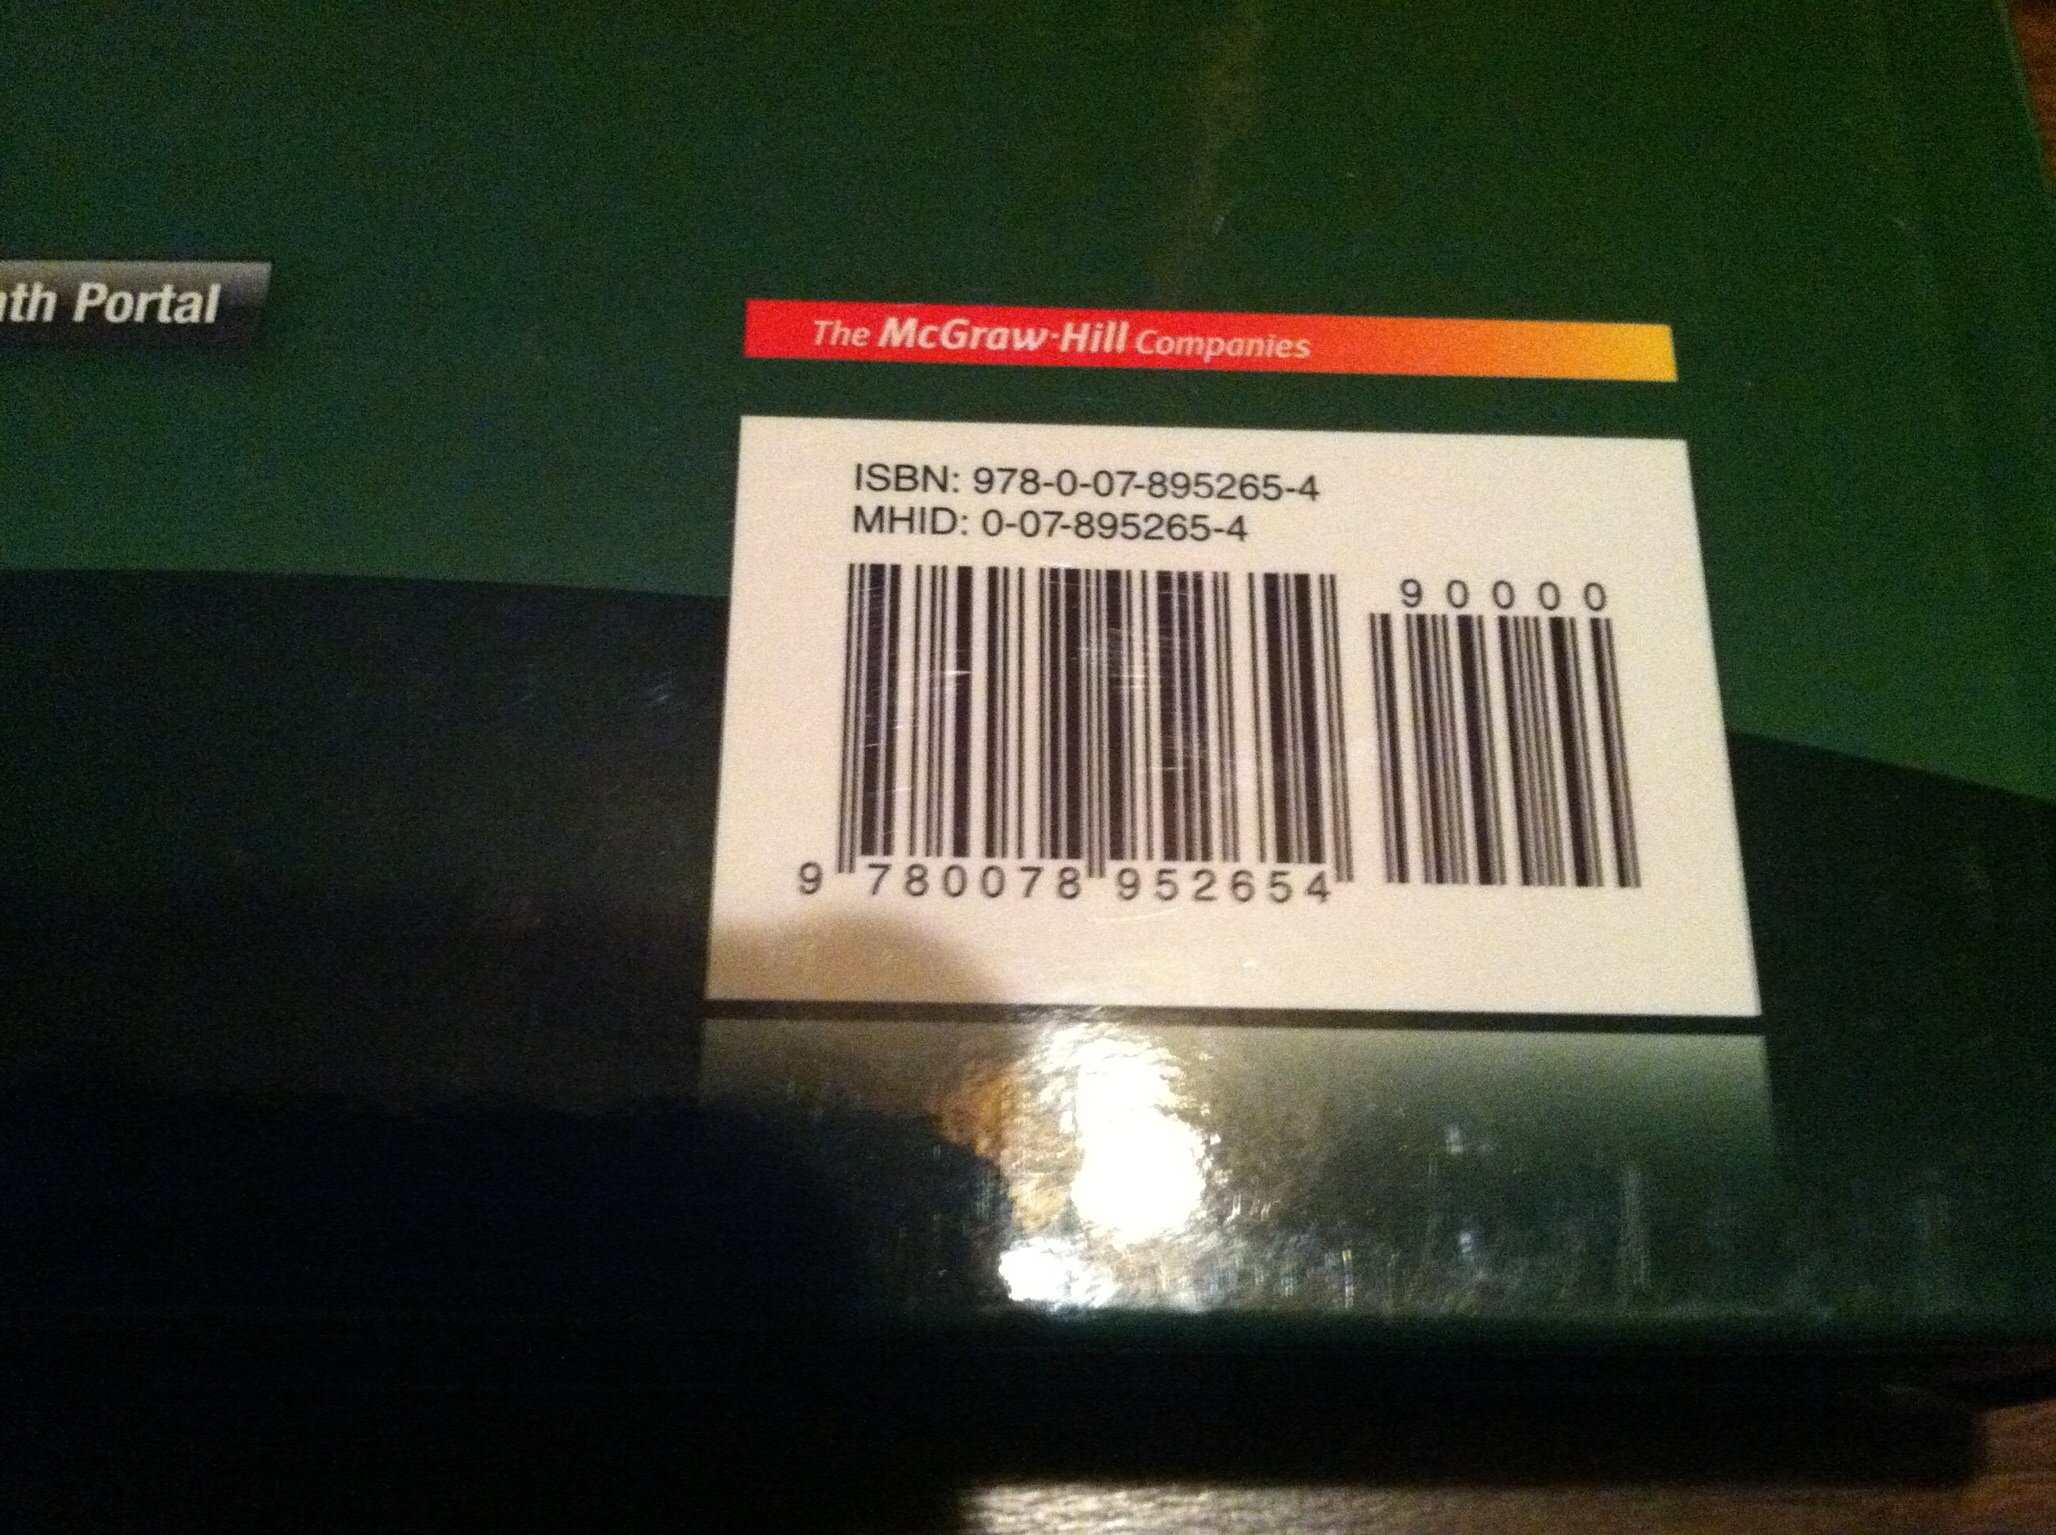 ath Portal
The McGraw·Hill Companies
ISBN: 978-0-07-895265-4
MHID: 0-07-895265-4
90000
9 780078 952654